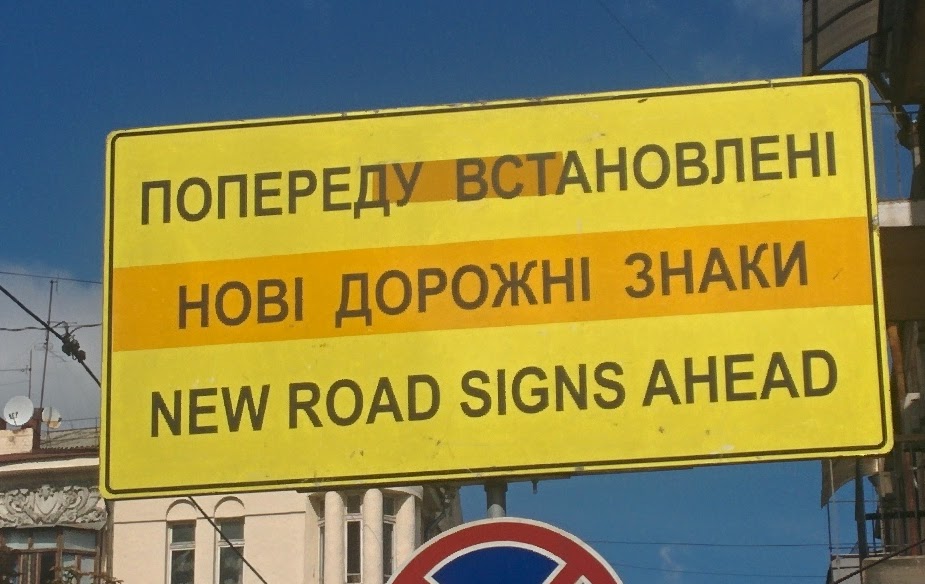 ПОПЕРЕДУ ВСТАНОВЛЕНІ
НОВІ ДОРОЖНІ ЗНАКИ
NEW ROAD SIGNS AHEAD